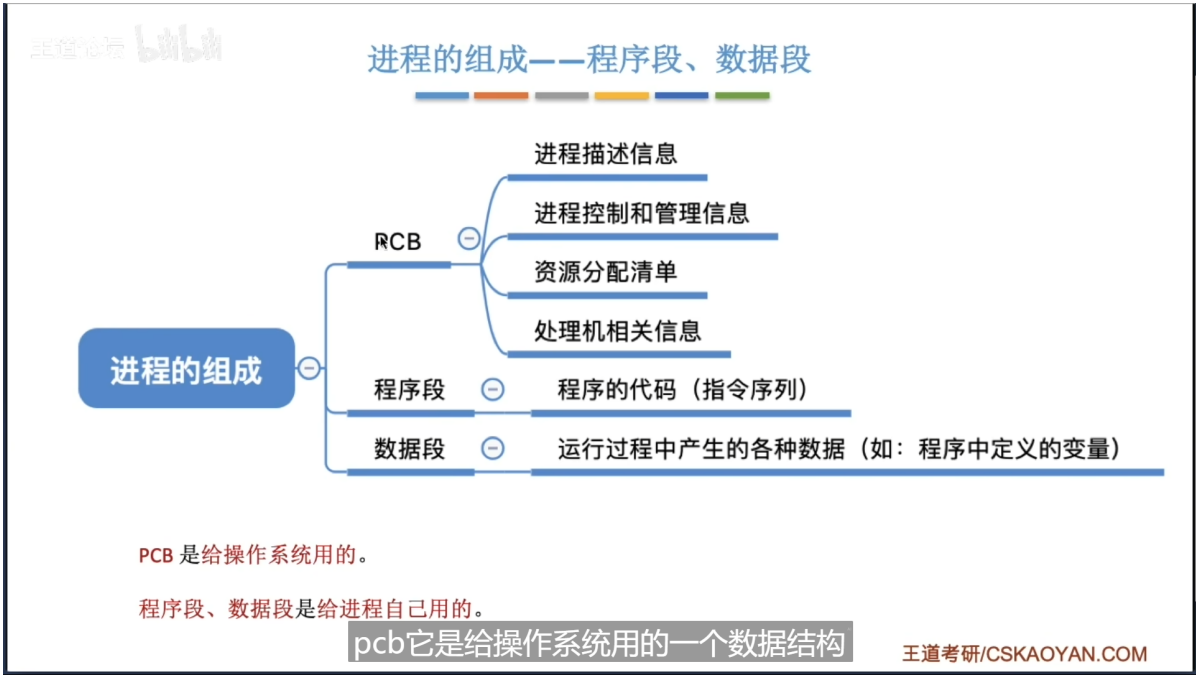 王道论坛 bilibili
进程的组成——程序段、数据段
进程描述信息
进程控制和管理信息
PCB
资源分配清单
处理机相关信息
进程的组成
程序段
程序的代码（指令序列）
数据段
运行过程中产生的各种数据（如：程序中定义的变量）
PCB 是给操作系统用的。
程序段、数据段是给进程自己用的。
pcb它是给操作系统用的一个数据结构
王道考研/CSKAOYAN.COM